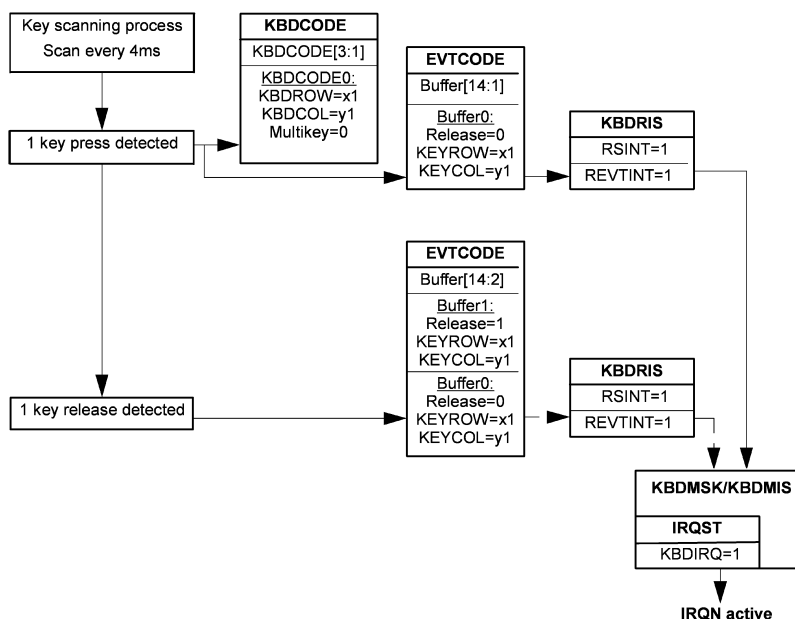 Key scanning process
Scan every 4ms
1 key press detected
KBDCODE
KBDCODE[3:1]
KBDCODE0:
KBDROW=x1
KBDCOL=y1
Multikey=0
EVTCODE
Buffer[14:1]
Buffer0:
Release=0
KEYROW=x1
KEYCOL=y1
KBDRIS
RSINT=1
REVTINT=1
1 key release detected
EVTCODE
Buffer[14:2]
Buffer1:
Release=1
KEYROW=x1
KEYCOL=y1
Buffer0:
Release=0
KEYROW=x1
KEYCOL=y1
KBDRIS
RSINT=1
REVTINT=1
KBDMSK/KBDMIS
IRQST
KBDIRQ=1
IRQN active